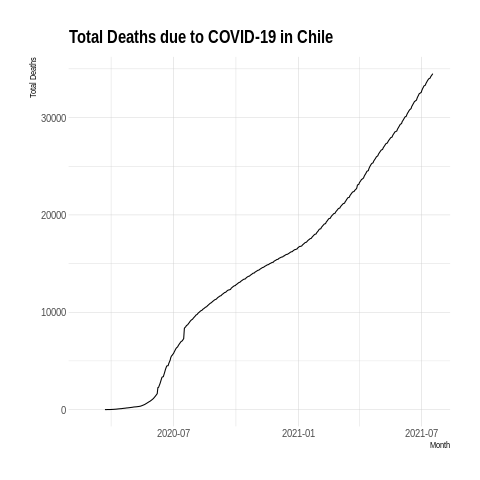 Total Deaths due to COVID-19 in Chile
Total Deaths
30000
20000
10000
0
2020-07 2021-01 2021-07
Month